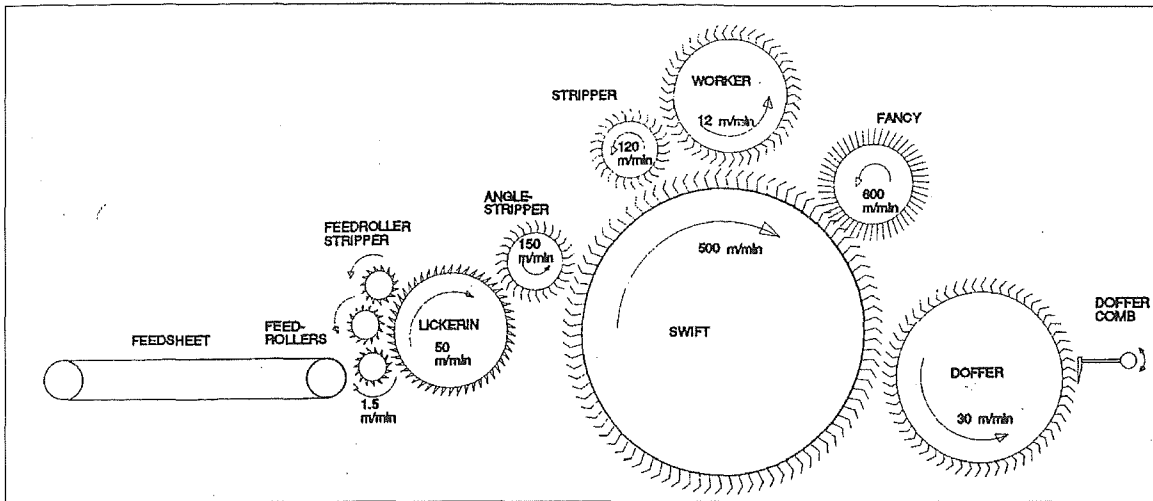 WORKER
12 m/min
STRIPPER
120
m/min
FANCY
600
m/min
ANGLE-
STRIPPER
150
m/min
FEEDROLLER
STRIPPER
500 m/min
LICKERIN
50
m/min
SWIFT
FEEDSHEET
FEED-
ROLLERS
1.5
m/min
DOFFER
30 m/min
DOFFER
COMB